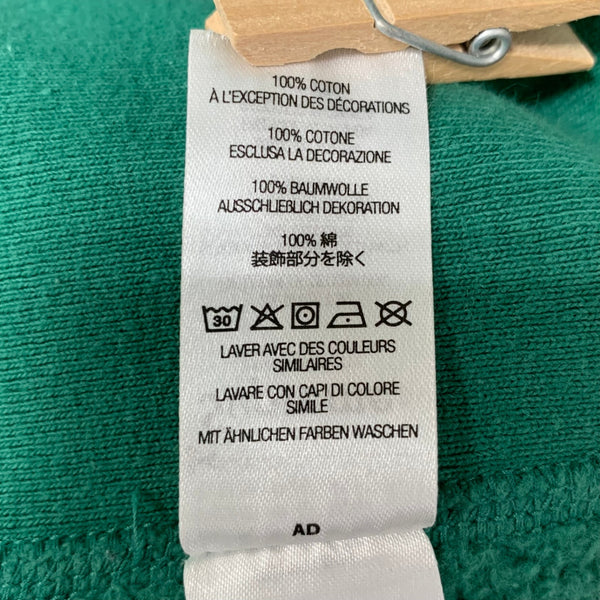 100% COTON
À L'EXCEPTION DES DÉCORATIONS
100% COTONE
ESCLUSA LA DECORAZIONE
100% BAUMWOLLE
AUSSCHLIEßLICH DEKORATION
100% 綿
装飾部分を除く
30
LAVER AVEC DES COULEURS
SIMILAIRES
LAVARE CON CAPI DI COLORE
SIMILE
MIT ÄHNLICHEN FARBEN WASCHEN
AD